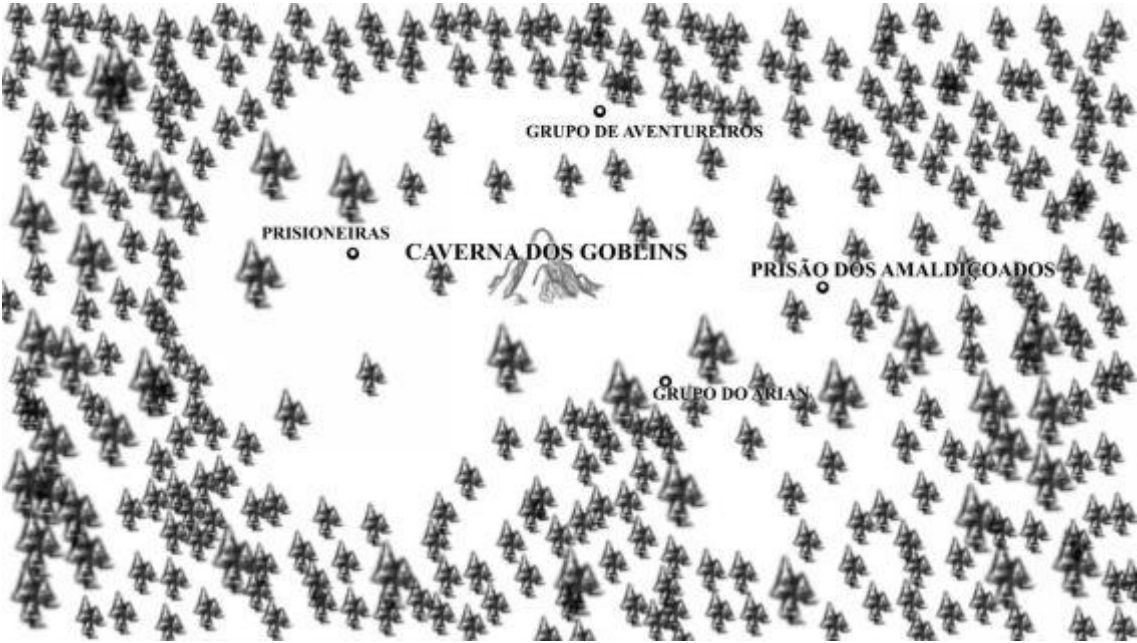 GRUPO DE AVENTUREIROS
PRISIONEIRAS
CAVERNA DOS GOBLINS
PRISÃO DOS AMALDIÇOADOS
GRUPO DO ARIAN